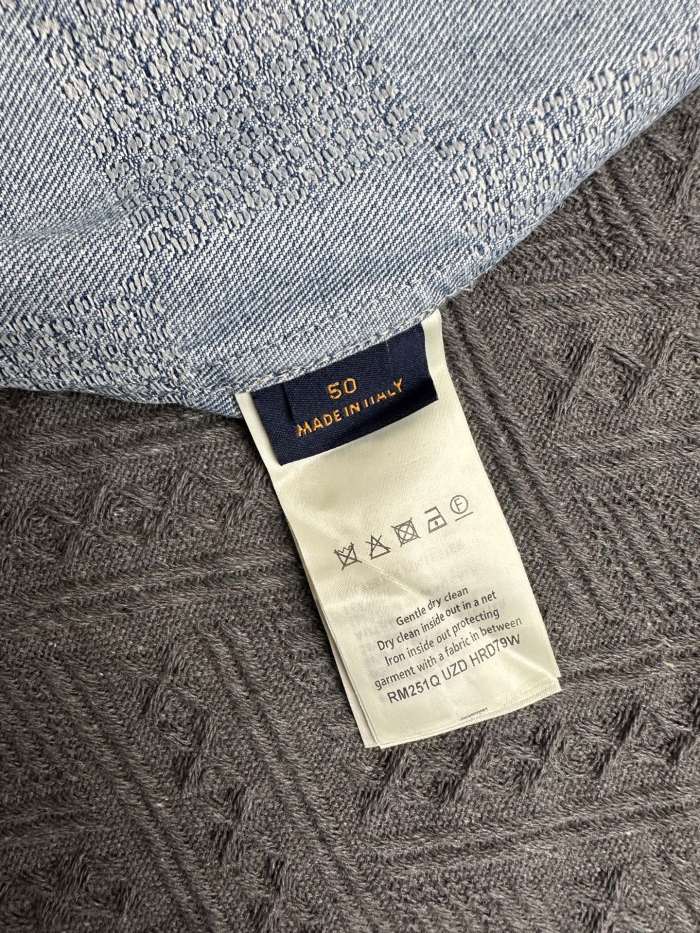 50
MADE IN ITALY
F
Gentle dry clean
Dry clean inside out in a net
Iron inside out protecting
garment with a fabric in between
RM251Q UZD HRD79W